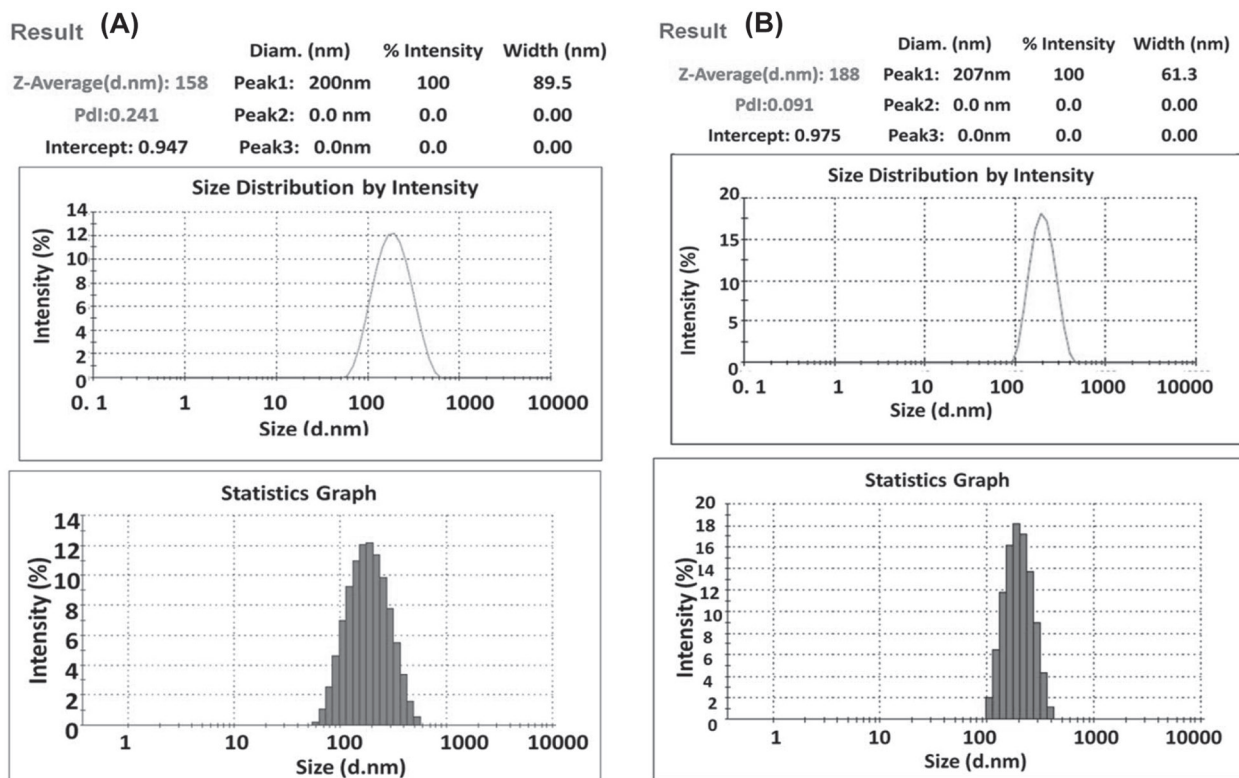 Result (A)
Diam. (nm) % Intensity Width (nm)
Z-Average(d.nm): 158 Peak1: 200nm 100 89.5
PdI:0.241 Peak2: 0.0 nm 0.0 0.00
Intercept: 0.947 Peak3: 0.0nm 0.0 0.00
Size Distribution by Intensity
Intensity (%)
14
12
10
8
6
4
2
0
0. 1 1 10 100 1000 10000
Size (d.nm)
Statistics Graph
Intensity (%)
14
12
10
8
6
4
2
0
1 10 100 1000 10000
Size (d.nm)
Result (B)
Diam. (nm) % Intensity Width (nm)
Z-Average(d.nm): 188 Peak1: 207nm 100 61.3
PdI:0.091 Peak2: 0.0 nm 0.0 0.00
Intercept: 0.975 Peak3: 0.0nm 0.0 0.00
Size Distribution by Intensity
Intensity (%)
20
15
10
5
0
0. 1 1 10 100 1000 10000
Size (d.nm)
Statistics Graph
Intensity (%)
20
18
16
14
12
10
8
6
4
2
0
1 10 100 1000 10000
Size (d.nm)